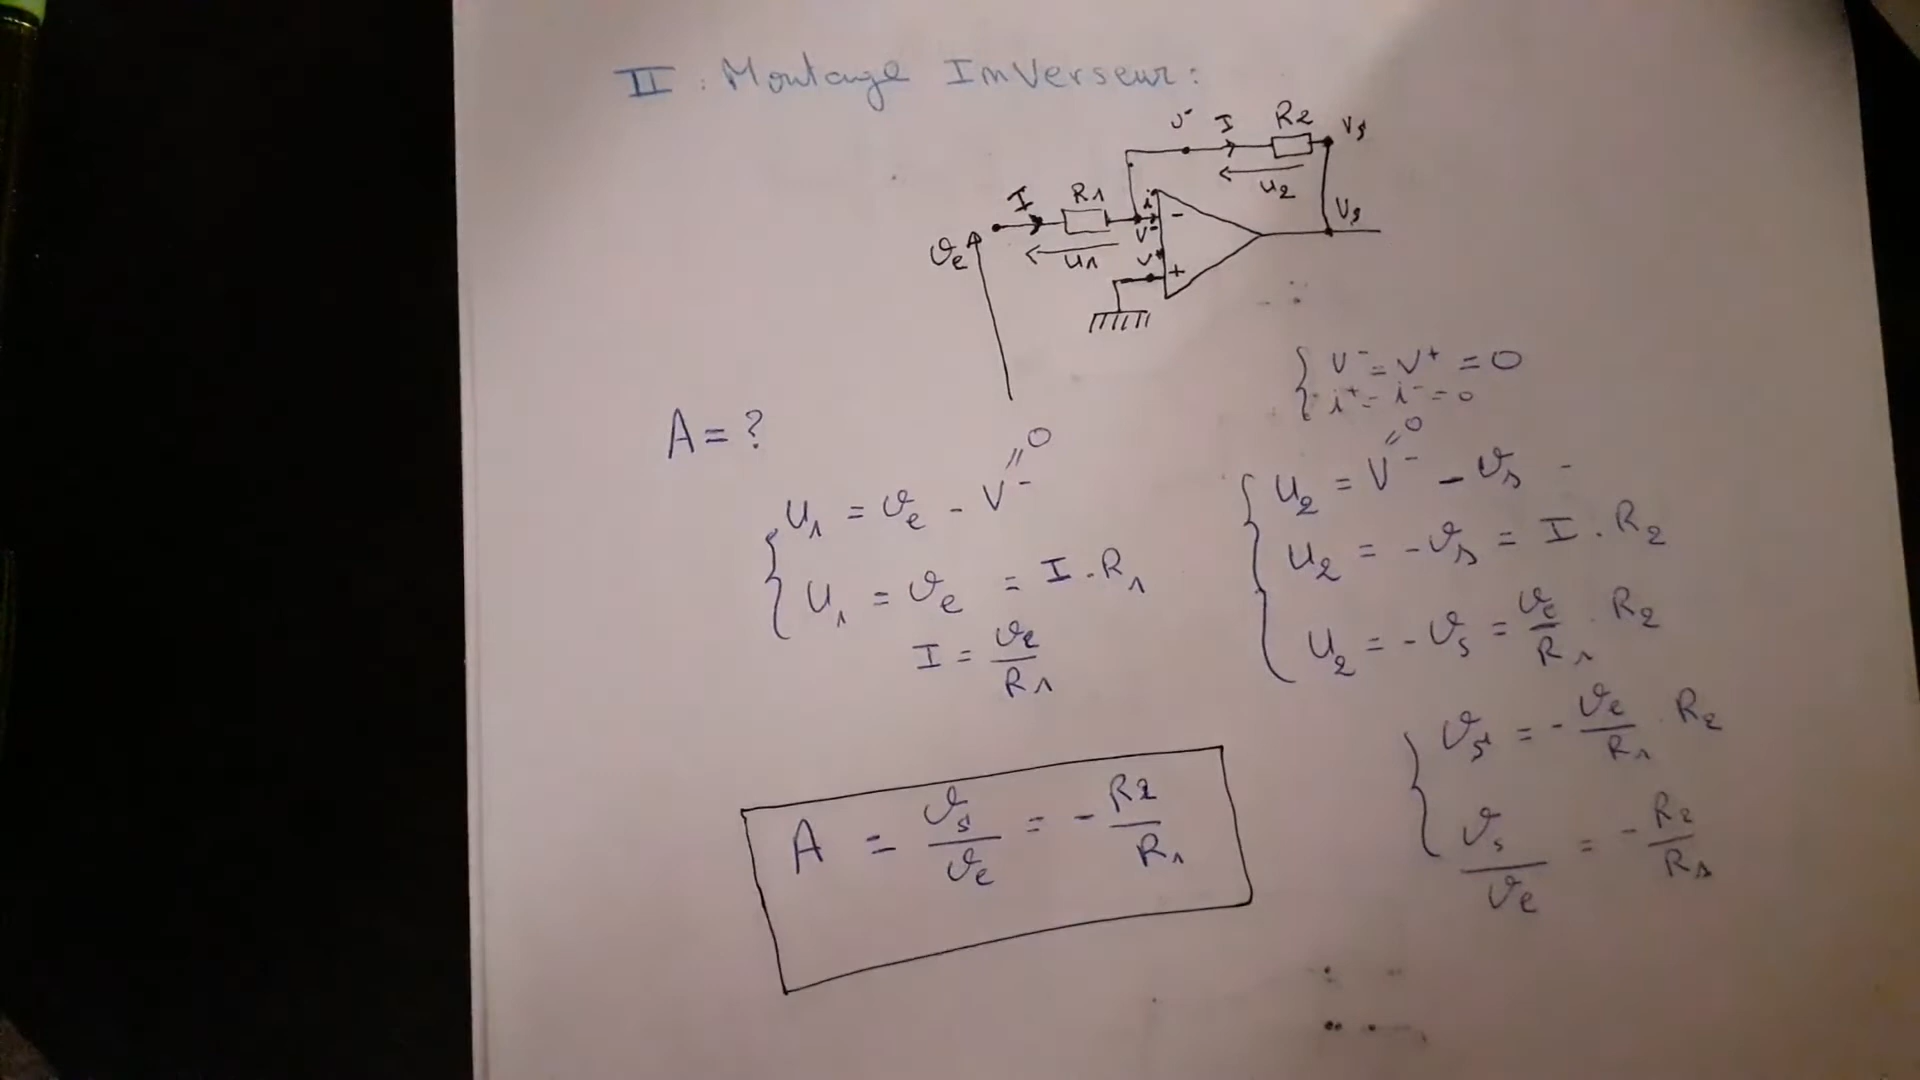 II : Montage Inverseur :
V⁻ I R2 Vs
u2
I R1 i⁻ - Vs
ve u1 V⁻
V⁺ +
{ V⁻ = V⁺ = 0
{ i⁺ = i⁻ = 0
A = ?
{ U1 = ve - V⁻ = 0
U1 = ve = I . R1
I = ve / R1
{ U2 = V⁻ - vs =0
U2 = -vs = I . R2
U2 = -vs = ve / R1 . R2
{ vs = - ve / R1 . R2
vs / ve = - R2 / R1
A = vs / ve = - R2 / R1